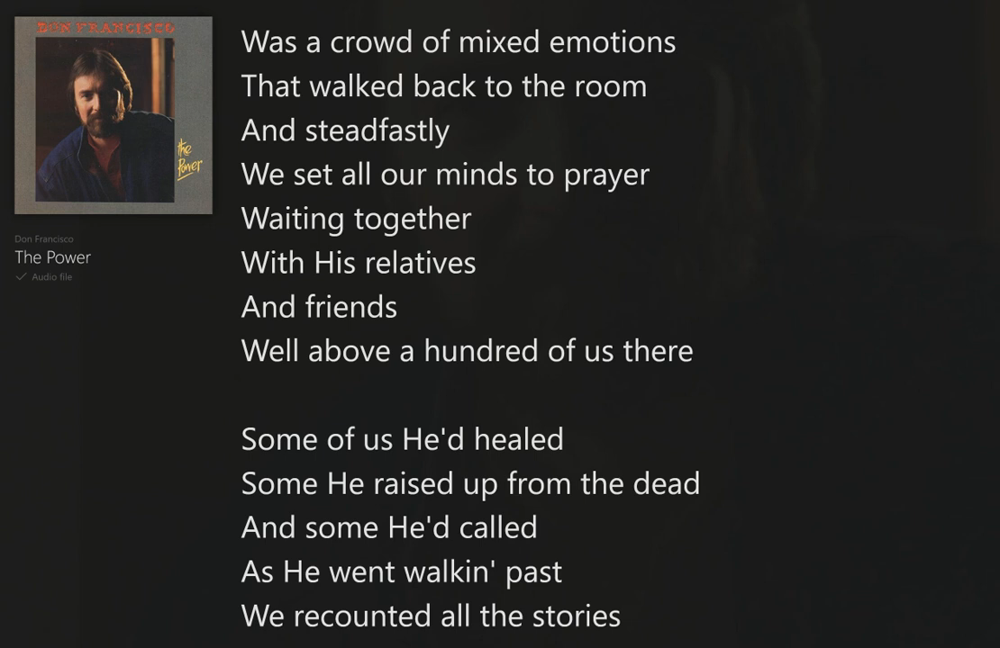 DON FRANCISCO
the
Power
Don Francisco
The Power
Audio file
Was a crowd of mixed emotions
That walked back to the room
And steadfastly
We set all our minds to prayer
Waiting together
With His relatives
And friends
Well above a hundred of us there
Some of us He'd healed
Some He raised up from the dead
And some He'd called
As He went walkin' past
We recounted all the stories